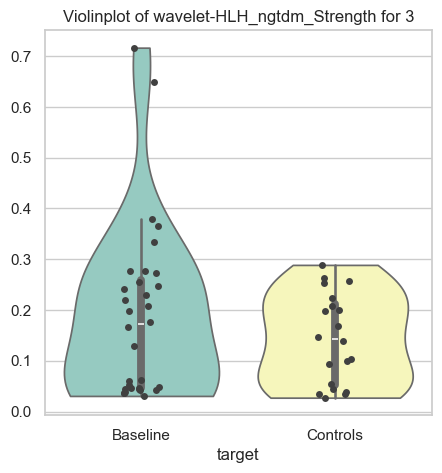 Violinplot of wavelet-HLH_ngtdm_Strength for 3
0.7
0.6
0.5
0.4
0.3
0.2
0.1
0.0
Baseline Controls
target